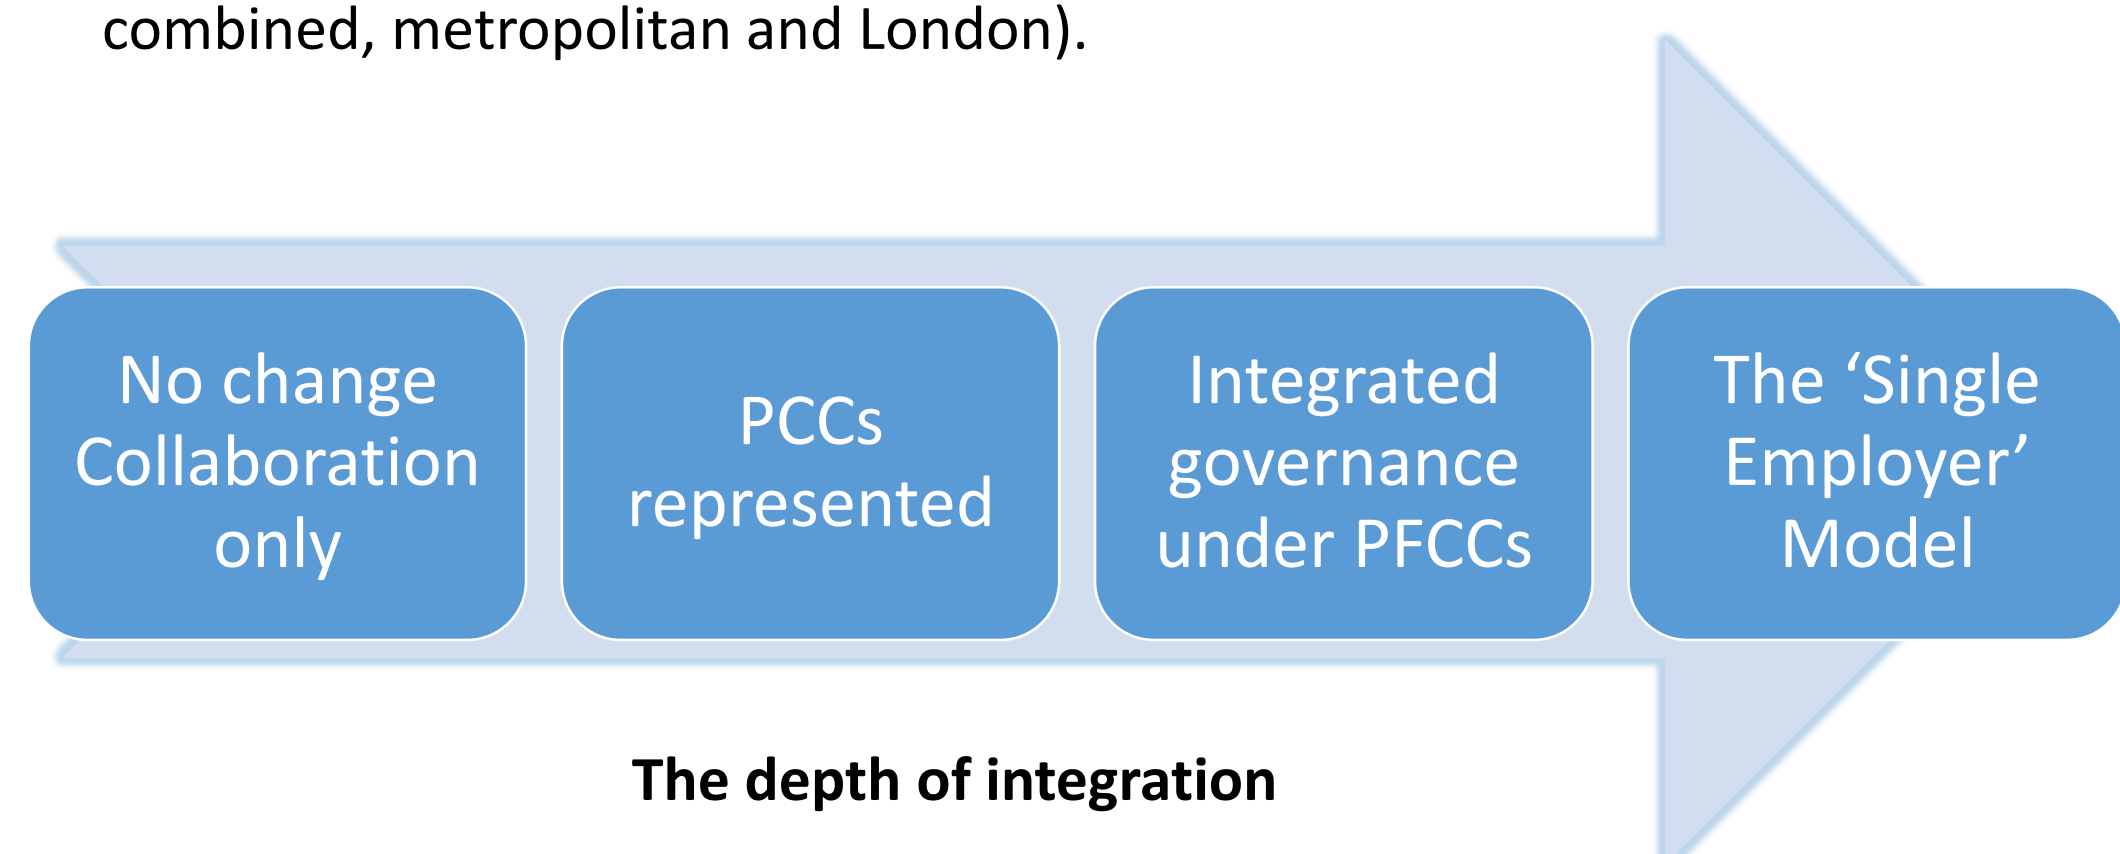 combined, metropolitan and London).
No change
Collaboration
only
PCCs
represented
Integrated
governance
under PFCCs
The ‘Single
Employer’
Model
The depth of integration